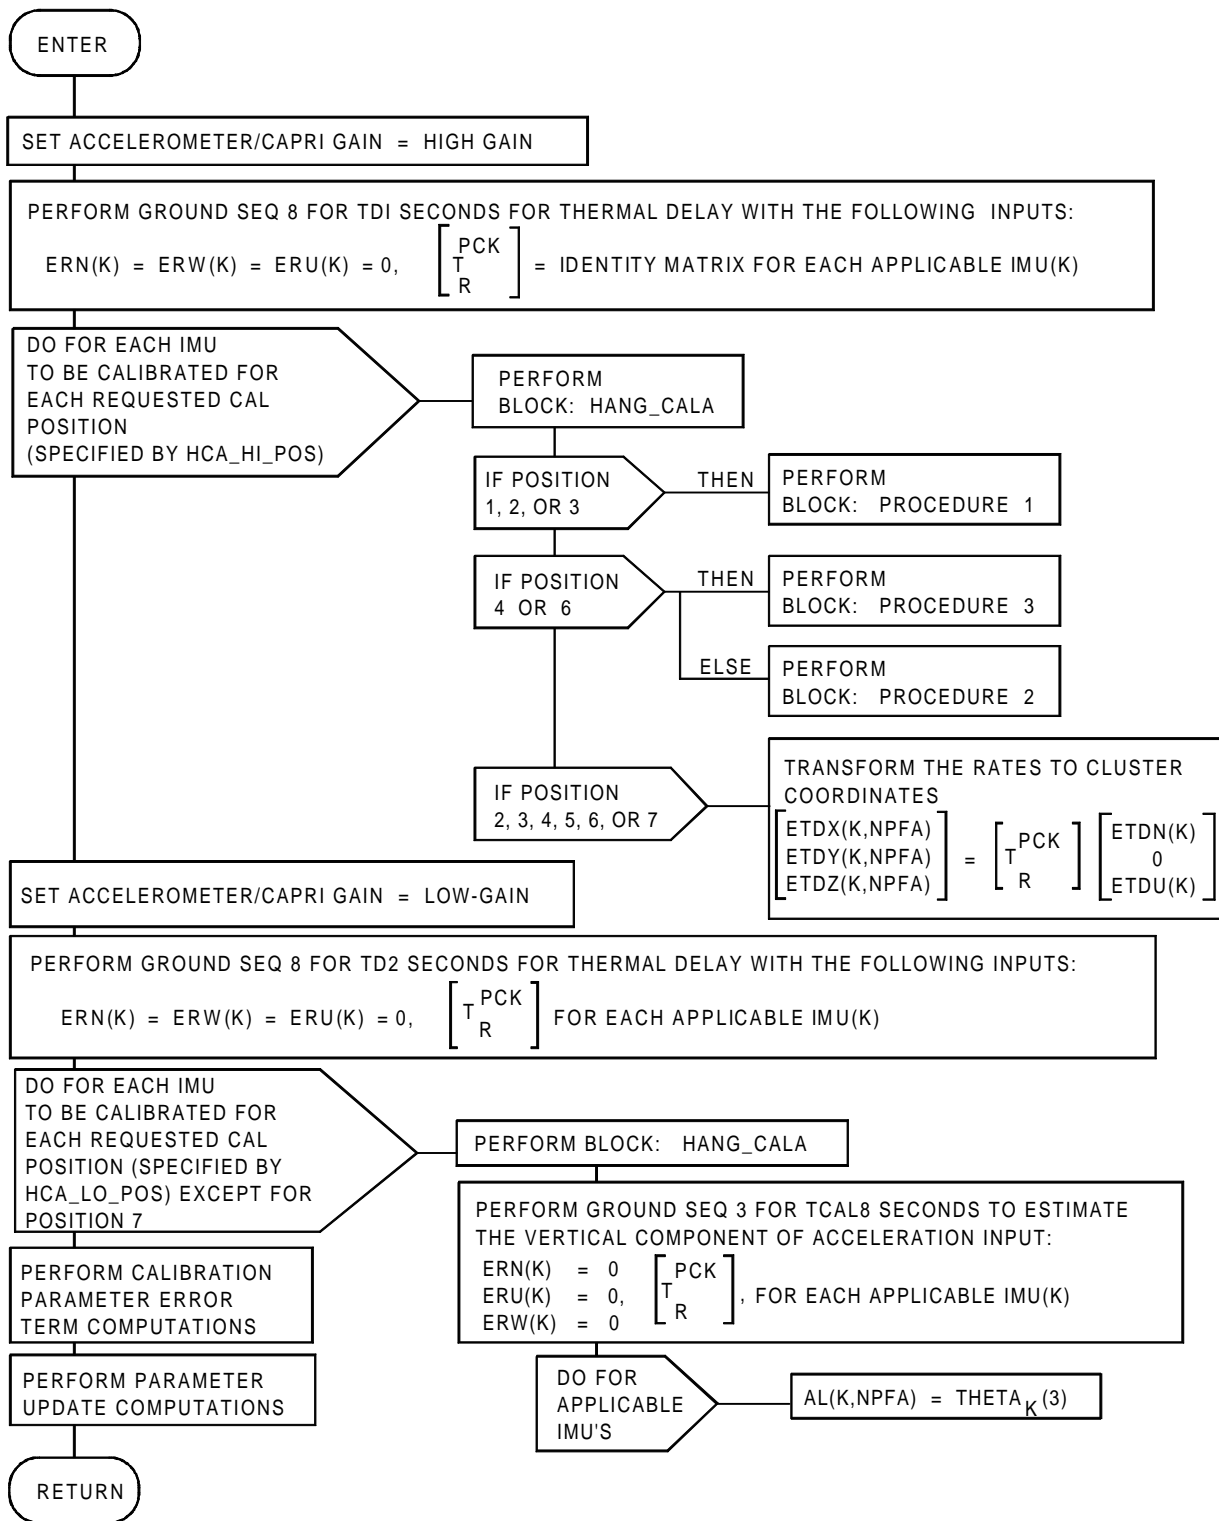 ENTER
SET ACCELEROMETER/CAPRI GAIN = HIGH GAIN
PERFORM GROUND SEQ 8 FOR TDI SECONDS FOR THERMAL DELAY WITH THE FOLLOWING INPUTS:
PCK
ERN(K) = ERW(K) = ERU(K) = 0, T = IDENTITY MATRIX FOR EACH APPLICABLE IMU(K)
R
DO FOR EACH IMU
TO BE CALIBRATED FOR
EACH REQUESTED CAL
POSITION
(SPECIFIED BY HCA_HI_POS)
PERFORM
BLOCK: HANG_CALA
IF POSITION
1, 2, OR 3
THEN
PERFORM
BLOCK: PROCEDURE 1
IF POSITION
4 OR 6
THEN
PERFORM
BLOCK: PROCEDURE 3
ELSE
PERFORM
BLOCK: PROCEDURE 2
IF POSITION
2, 3, 4, 5, 6, OR 7
TRANSFORM THE RATES TO CLUSTER
COORDINATES
ETDX(K,NPFA) PCK ETDN(K)
ETDY(K,NPFA) = T 0
ETDZ(K,NPFA) R ETDU(K)
SET ACCELEROMETER/CAPRI GAIN = LOW-GAIN
PERFORM GROUND SEQ 8 FOR TD2 SECONDS FOR THERMAL DELAY WITH THE FOLLOWING INPUTS:
PCK
ERN(K) = ERW(K) = ERU(K) = 0, T FOR EACH APPLICABLE IMU(K)
R
DO FOR EACH IMU
TO BE CALIBRATED FOR
EACH REQUESTED CAL
POSITION (SPECIFIED BY
HCA_LO_POS) EXCEPT FOR
POSITION 7
PERFORM BLOCK: HANG_CALA
PERFORM GROUND SEQ 3 FOR TCAL8 SECONDS TO ESTIMATE
THE VERTICAL COMPONENT OF ACCELERATION INPUT:
ERN(K) = 0 PCK
ERU(K) = 0, T , FOR EACH APPLICABLE IMU(K)
ERW(K) = 0 R
DO FOR
APPLICABLE
IMU'S
AL(K,NPFA) = THETA K (3)
PERFORM CALIBRATION
PARAMETER ERROR
TERM COMPUTATIONS
PERFORM PARAMETER
UPDATE COMPUTATIONS
RETURN